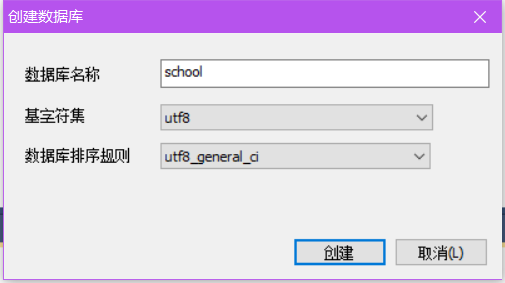 创建数据库
数据库名称
school
基字符集
utf8
数据库排序规则
utf8_general_ci
创建
取消(L)